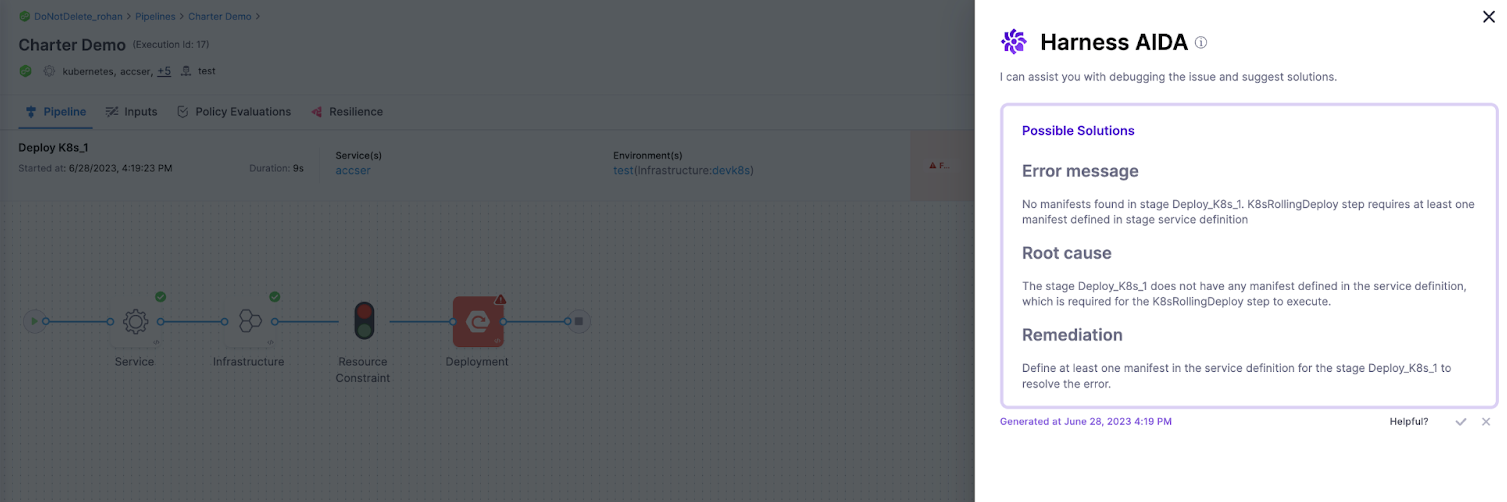 DoNotDelete_rohan > Pipelines > Charter Demo >
Charter Demo (Execution Id: 17)
kubernetes, accser, +5 test
Pipeline Inputs Policy Evaluations Resilience
Deploy K8s_1
Started at: 6/28/2023, 4:19:23 PM Duration: 9s
Service(s)
accser
Environment(s)
test(Infrastructure:devk8s)
F...
Service
Infrastructure
Resource
Constraint
Deployment
Harness AIDA
I can assist you with debugging the issue and suggest solutions.
Possible Solutions
Error message
No manifests found in stage Deploy_K8s_1. K8sRollingDeploy step requires at least one
manifest defined in stage service definition
Root cause
The stage Deploy_K8s_1 does not have any manifest defined in the service definition,
which is required for the K8sRollingDeploy step to execute.
Remediation
Define at least one manifest in the service definition for the stage Deploy_K8s_1 to
resolve the error.
Generated at June 28, 2023 4:19 PM Helpful?